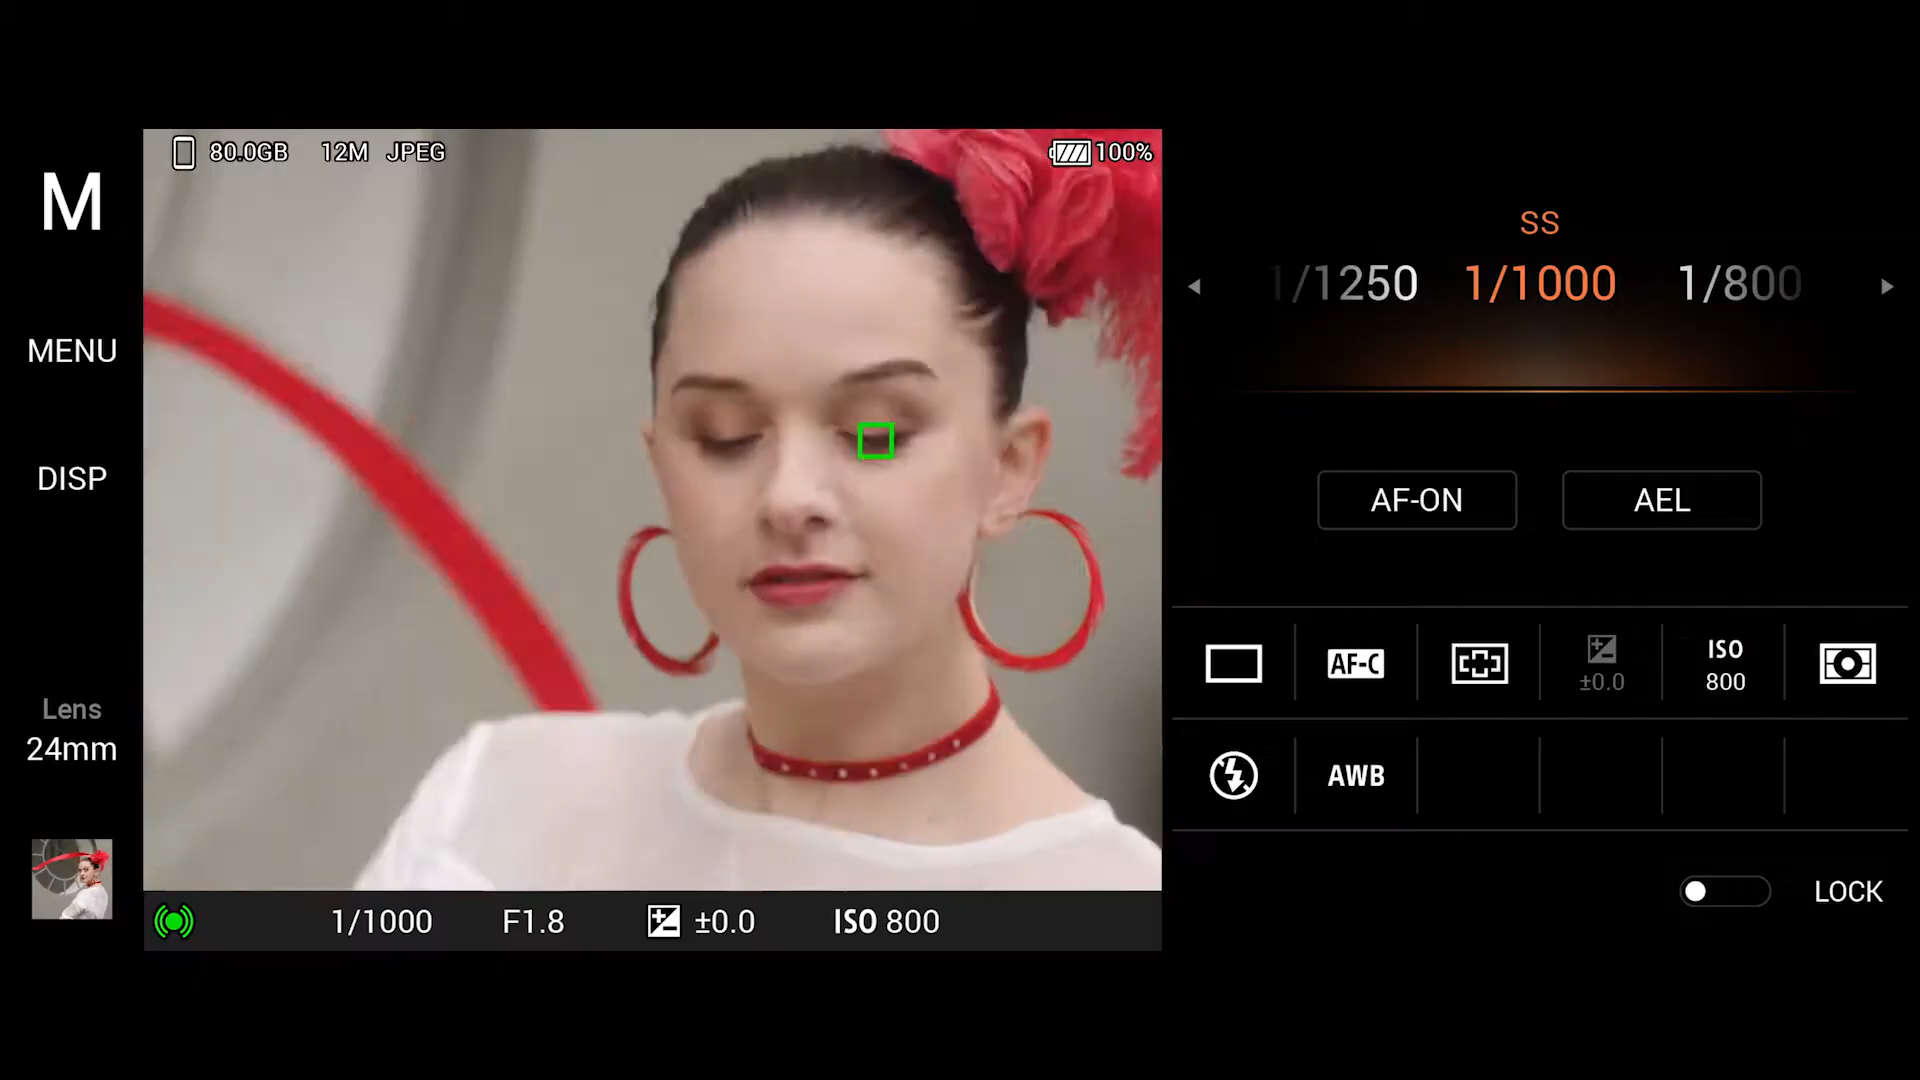 80.0GB 12M JPEG 100%
M
MENU
DISP
Lens
24mm
1/1000 F1.8 ±0.0 ISO 800
SS
1/1250 1/1000 1/800
AF-ON AEL
AF-C ±0.0 ISO 800
AWB
LOCK